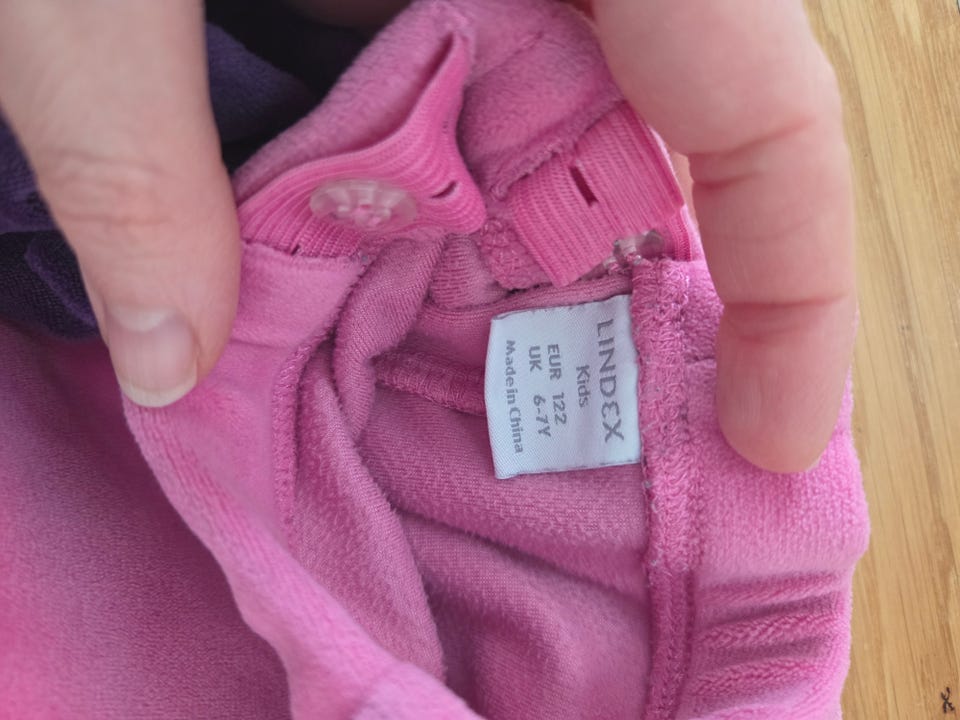 LINDEX
Kids
EUR 122
UK 6-7Y
Made in China